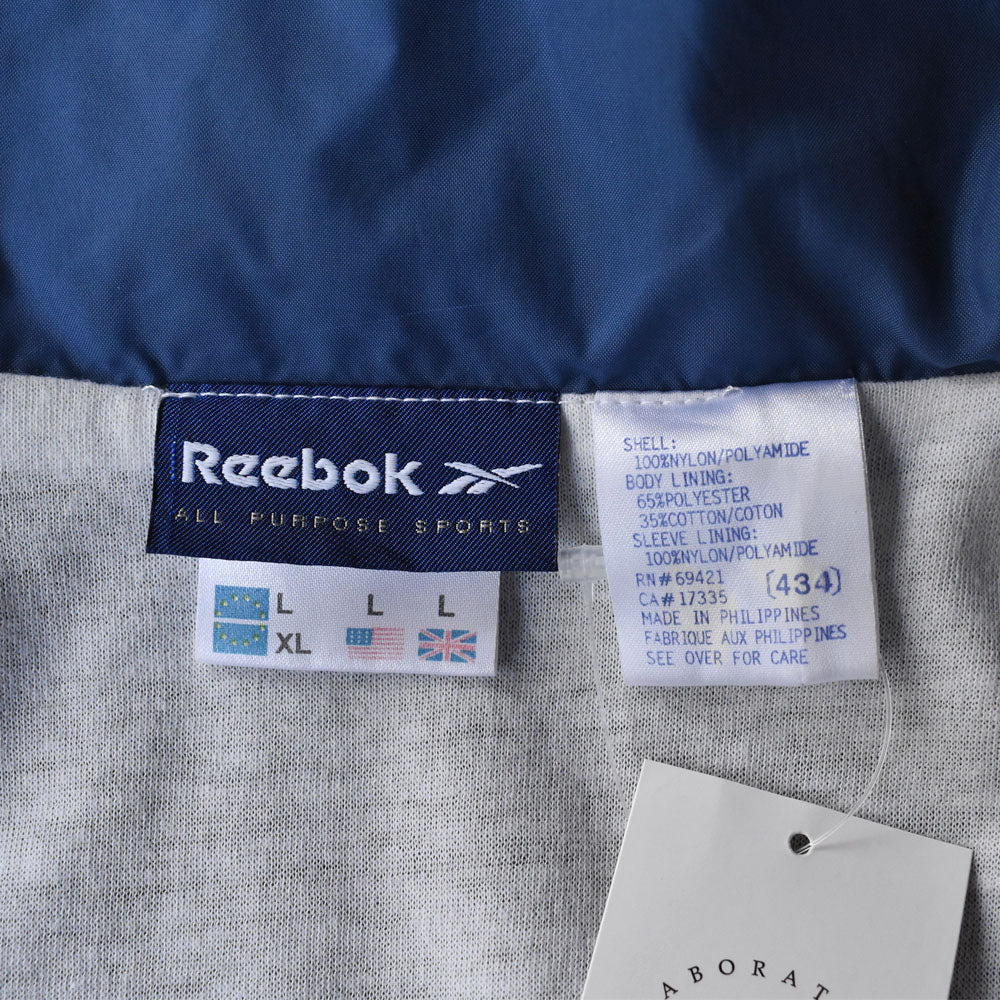 Reebok
ALL PURPOSE SPORTS
L L L
XL
SHELL:
100%NYLON/POLYAMIDE
BODY LINING:
65%POLYESTER
35%COTTON/COTON
SLEEVE LINING:
100%NYLON/POLYAMIDE
RN#69421 (434)
CA#17335
MADE IN PHILIPPINES
FABRIQUE AUX PHILIPPINES
SEE OVER FOR CARE